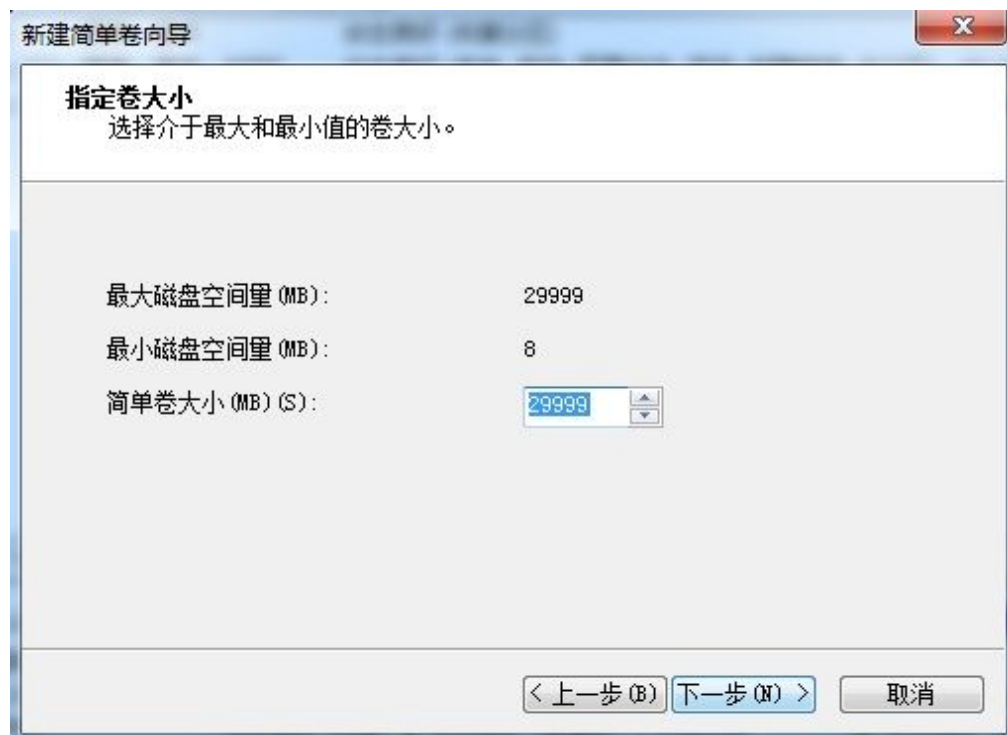 新建简单卷向导
指定卷大小
选择介于最大和最小值的卷大小。
最大磁盘空间量(MB): 29999
最小磁盘空间量(MB): 8
简单卷大小(MB)(S): 29999
< 上一步(B) 下一步(N) > 取消